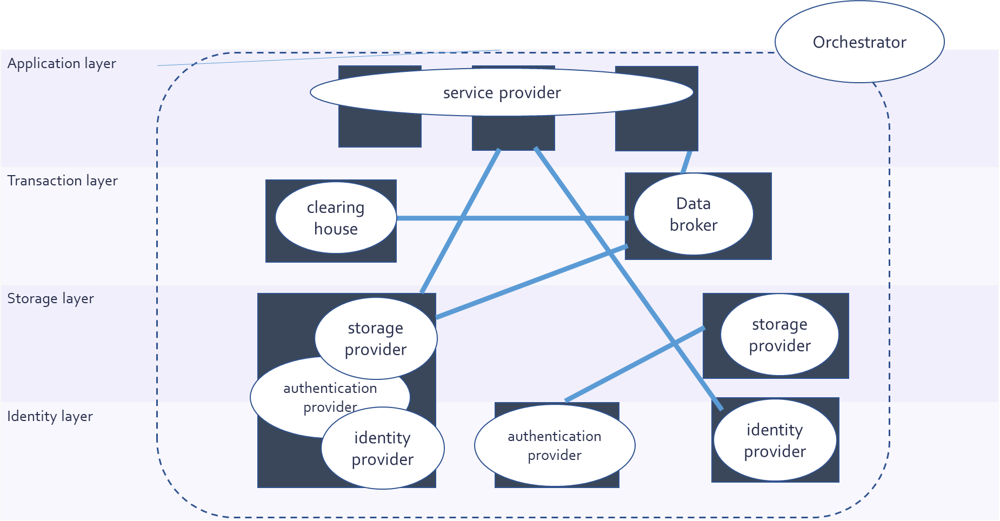 Orchestrator
Application layer
service provider
Transaction layer
clearing
house
Data
broker
Storage layer
storage
provider
storage
provider
authentication
provider
Identity layer
identity
provider
authentication
provider
identity
provider